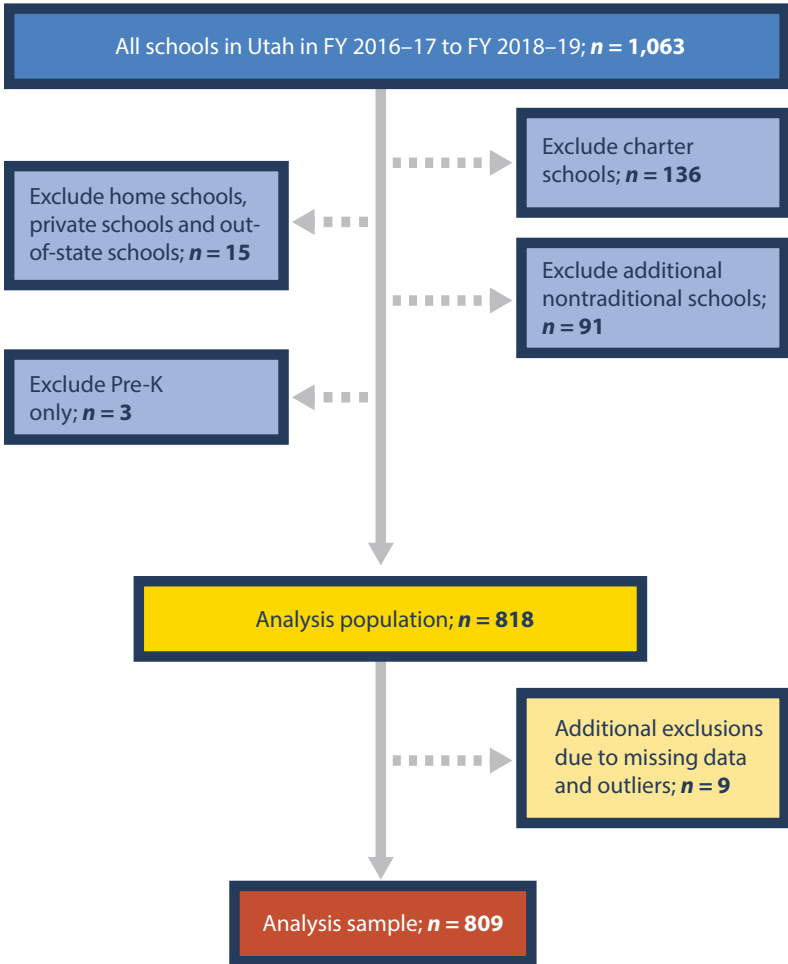 All schools in Utah in FY 2016–17 to FY 2018–19; n = 1,063
Exclude charter
schools; n = 136
Exclude home schools,
private schools and out-
of-state schools; n = 15
Exclude additional
nontraditional schools;
n = 91
Exclude Pre-K
only; n = 3
Analysis population; n = 818
Additional exclusions
due to missing data
and outliers; n = 9
Analysis sample; n = 809